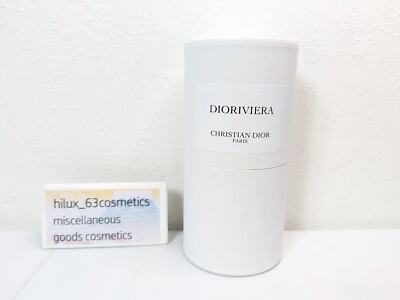 DIORIVIERA
CHRISTIAN DIOR
PARIS
hilux_63cosmetics
miscellaneous
goods cosmetics